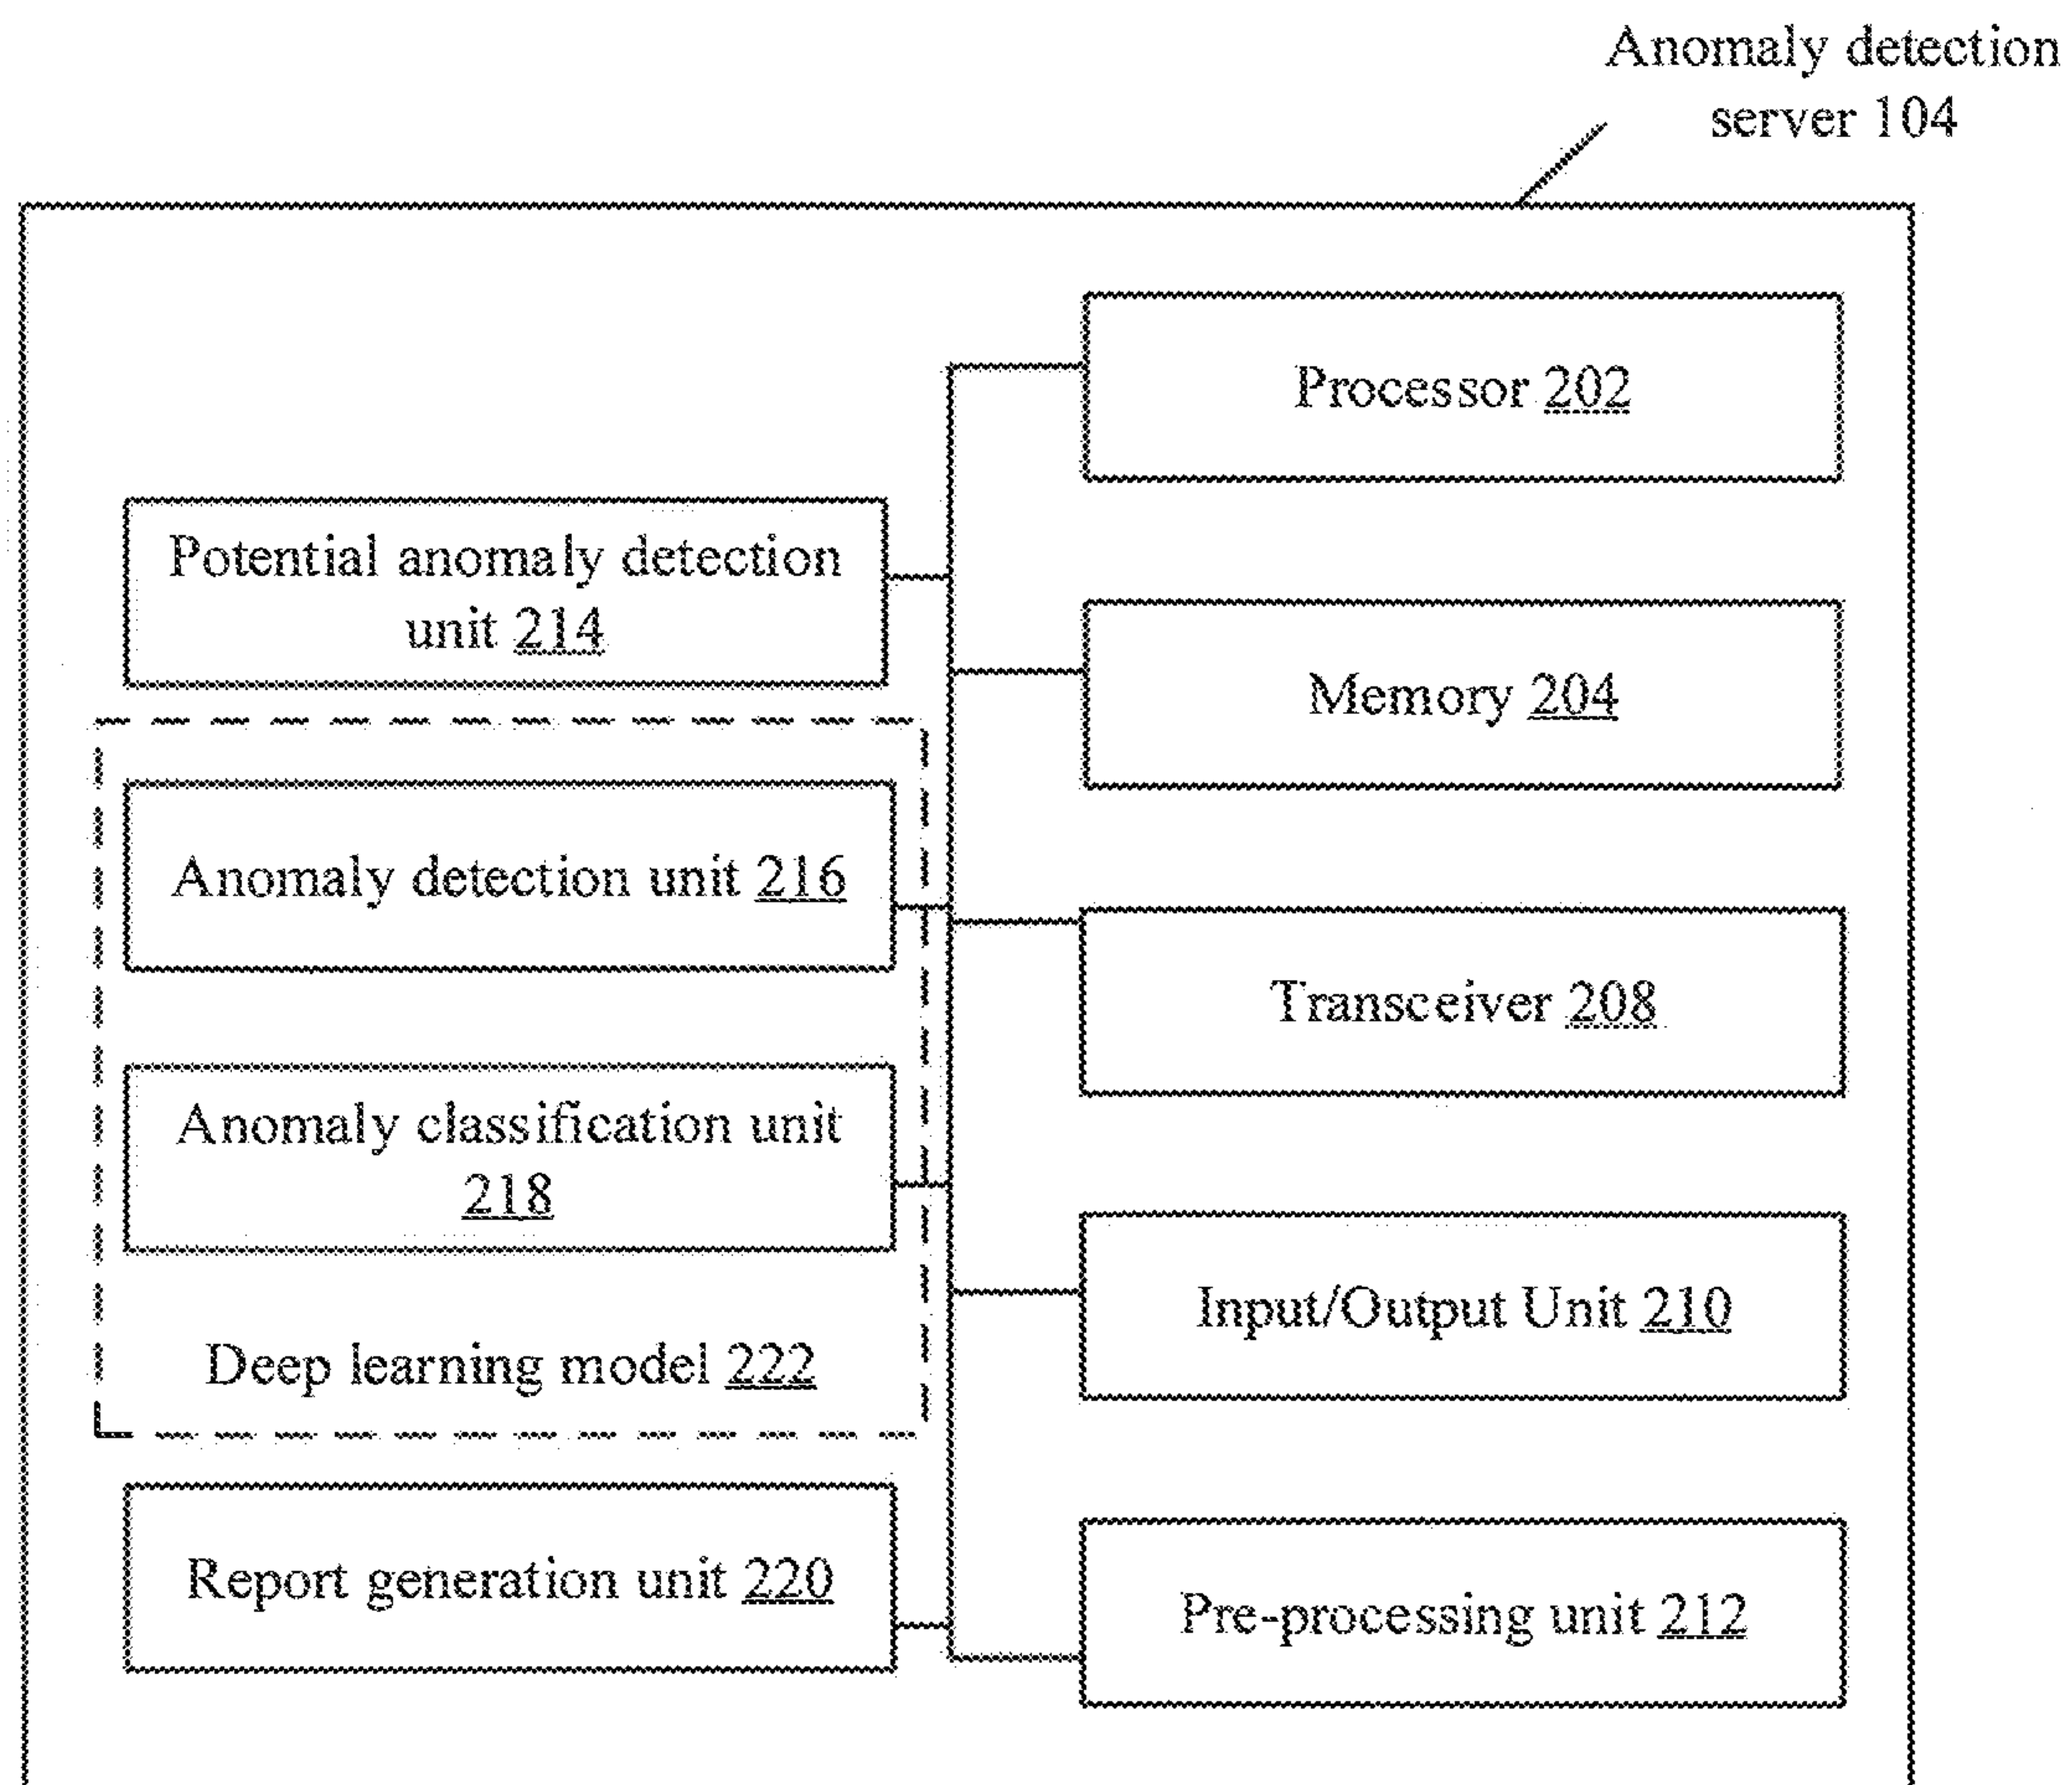 Anomaly detection
server 104
Processor 202
Potential anomaly detection
unit 214
Memory 204
Anomaly detection unit 216
Transceiver 208
Anomaly classification unit
218
Input/Output Unit 210
Deep learning model 222
Report generation unit 220
Pre-processing unit 212